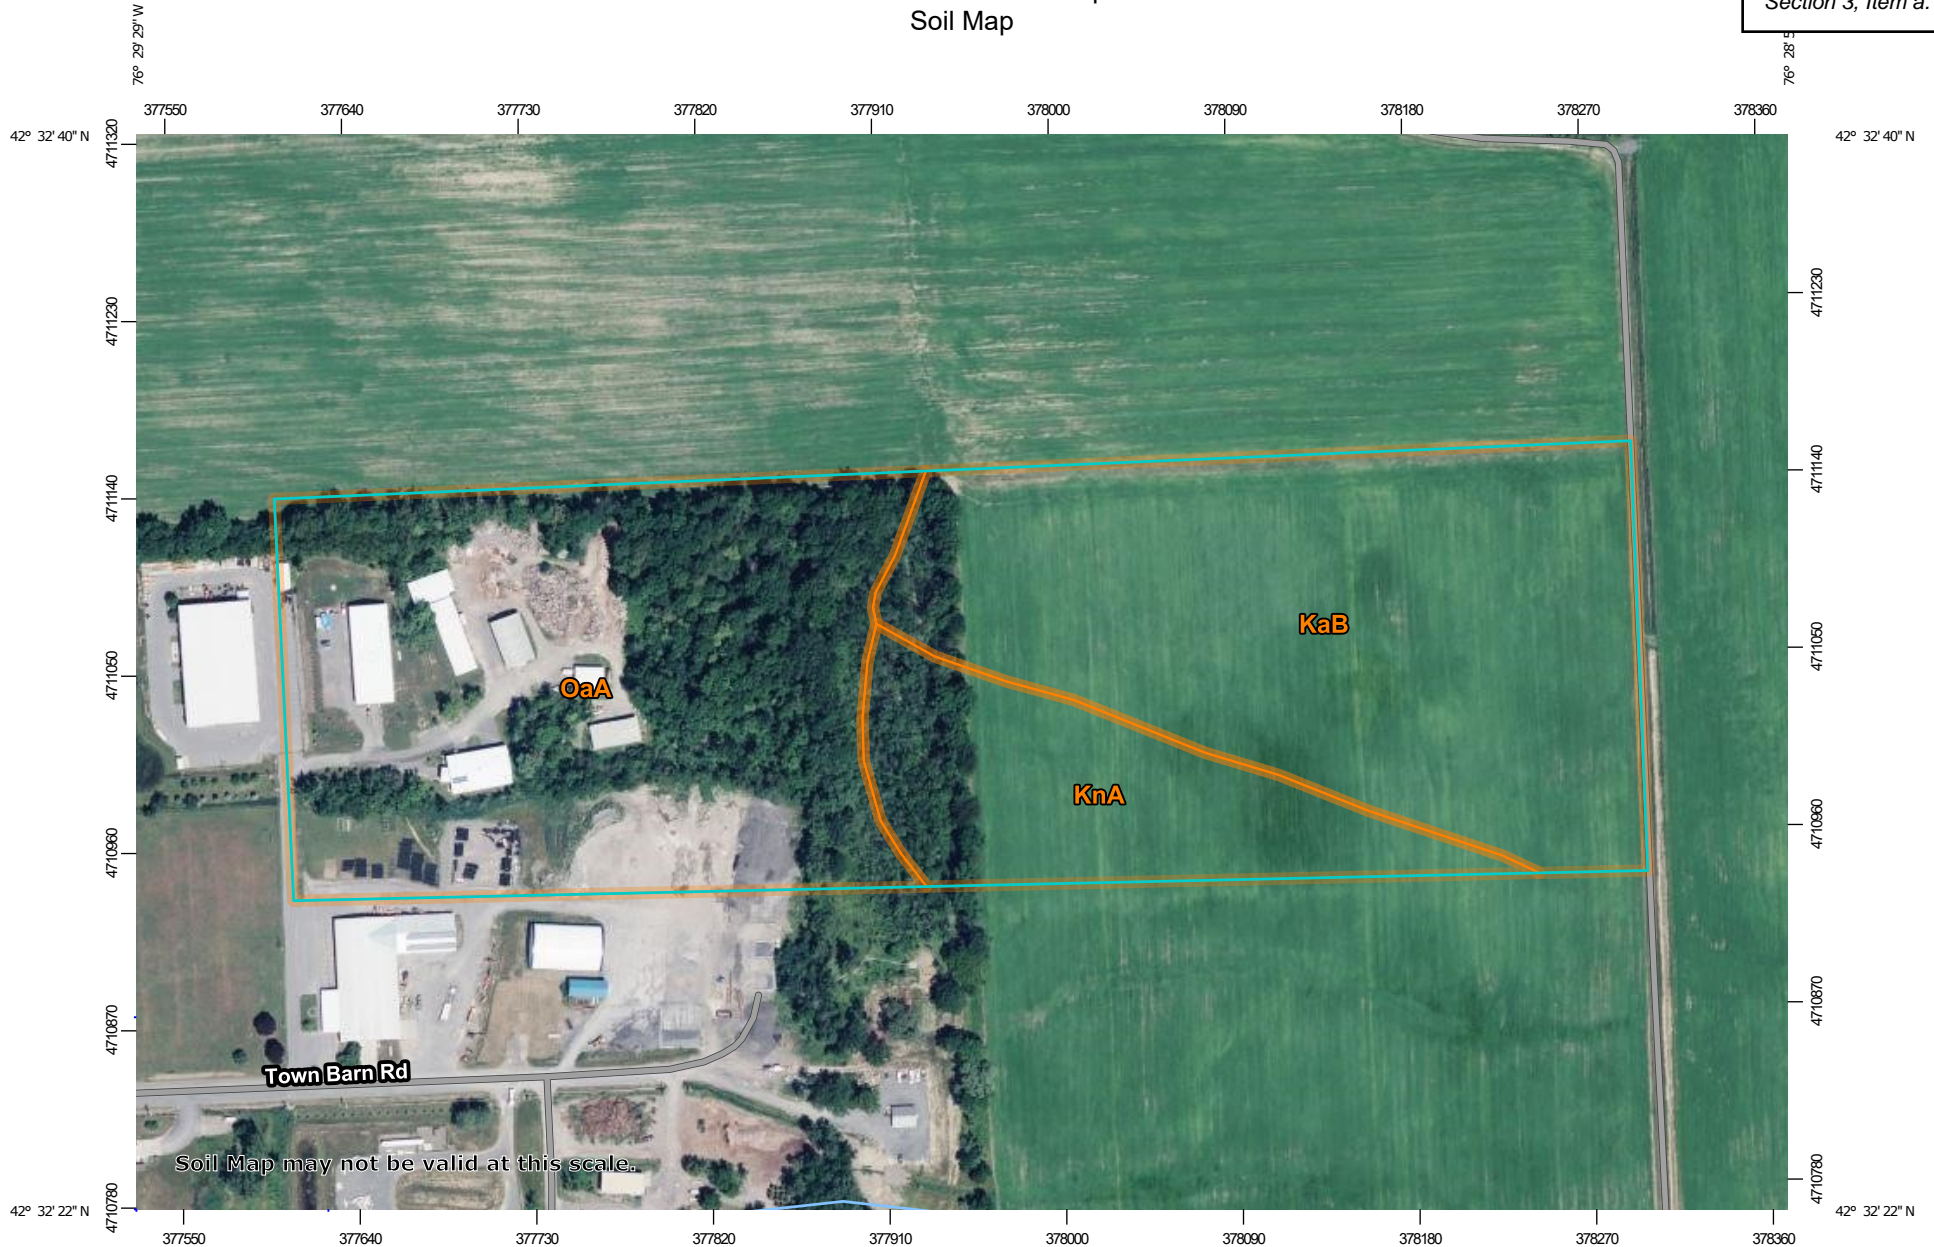 Section 3, Item a.
Soil Map
76° 29' 29'' W
76° 28' 5
377550 377640 377730 377820 377910 378000 378090 378180 378270 378360
42° 32' 40'' N
42° 32' 40'' N
4711320
4711230
4711230
4711140
4711140
4711050
4711050
4710960
4710960
4710870
4710870
4710780
4710780
KaB
OaA
KnA
Town Barn Rd
Soil Map may not be valid at this scale.
42° 32' 22'' N
42° 32' 22'' N
377550 377640 377730 377820 377910 378000 378090 378180 378270 378360